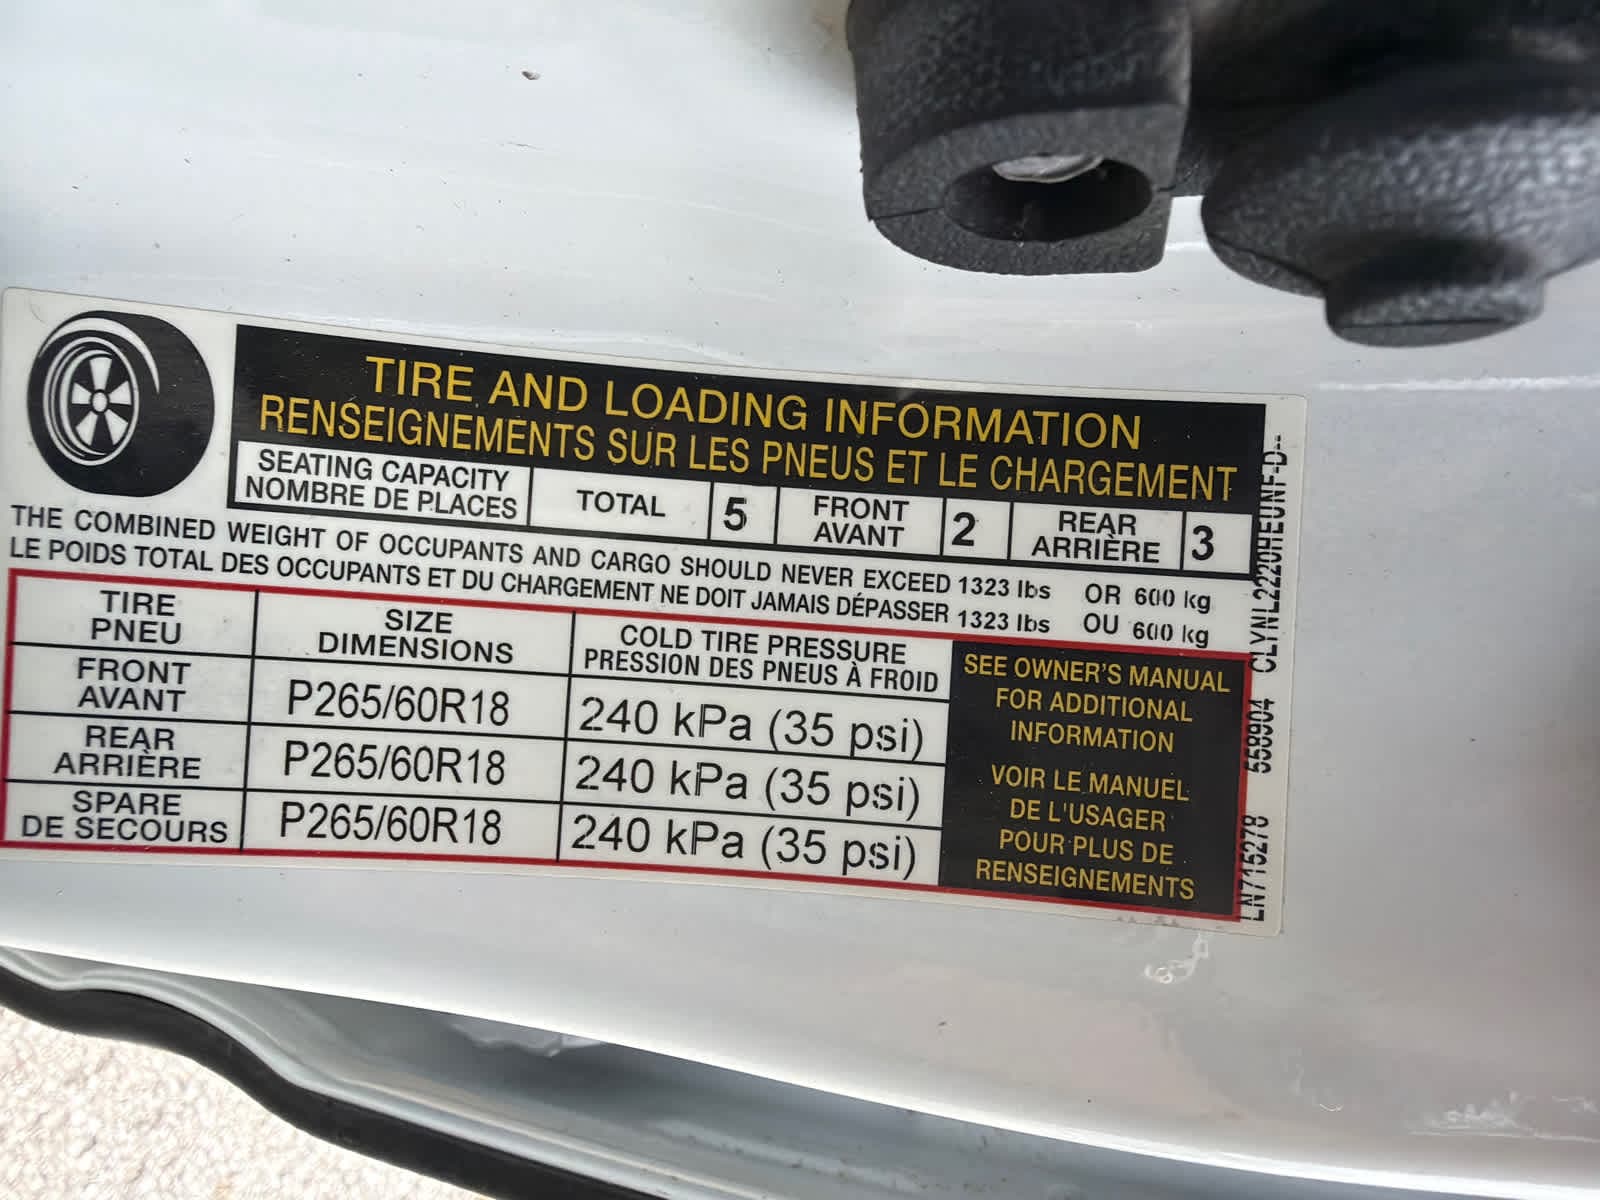 TIRE AND LOADING INFORMATION
RENSEIGNEMENTS SUR LES PNEUS ET LE CHARGEMENT
SEATING CAPACITY
NOMBRE DE PLACES
TOTAL 5
FRONT
AVANT
2
REAR
ARRIÈRE
3
THE COMBINED WEIGHT OF OCCUPANTS AND CARGO SHOULD NEVER EXCEED 1323 lbs OR 600 kg
LE POIDS TOTAL DES OCCUPANTS ET DU CHARGEMENT NE DOIT JAMAIS DÉPASSER 1323 lbs OU 600 kg
TIRE
PNEU
SIZE
DIMENSIONS
COLD TIRE PRESSURE
PRESSION DES PNEUS À FROID
FRONT
AVANT
P265/60R18
240 kPa (35 psi)
REAR
ARRIÈRE
P265/60R18
240 kPa (35 psi)
SPARE
DE SECOURS
P265/60R18
240 kPa (35 psi)
SEE OWNER'S MANUAL
FOR ADDITIONAL
INFORMATION
VOIR LE MANUEL
DE L'USAGER
POUR PLUS DE
RENSEIGNEMENTS
LN715278 558904